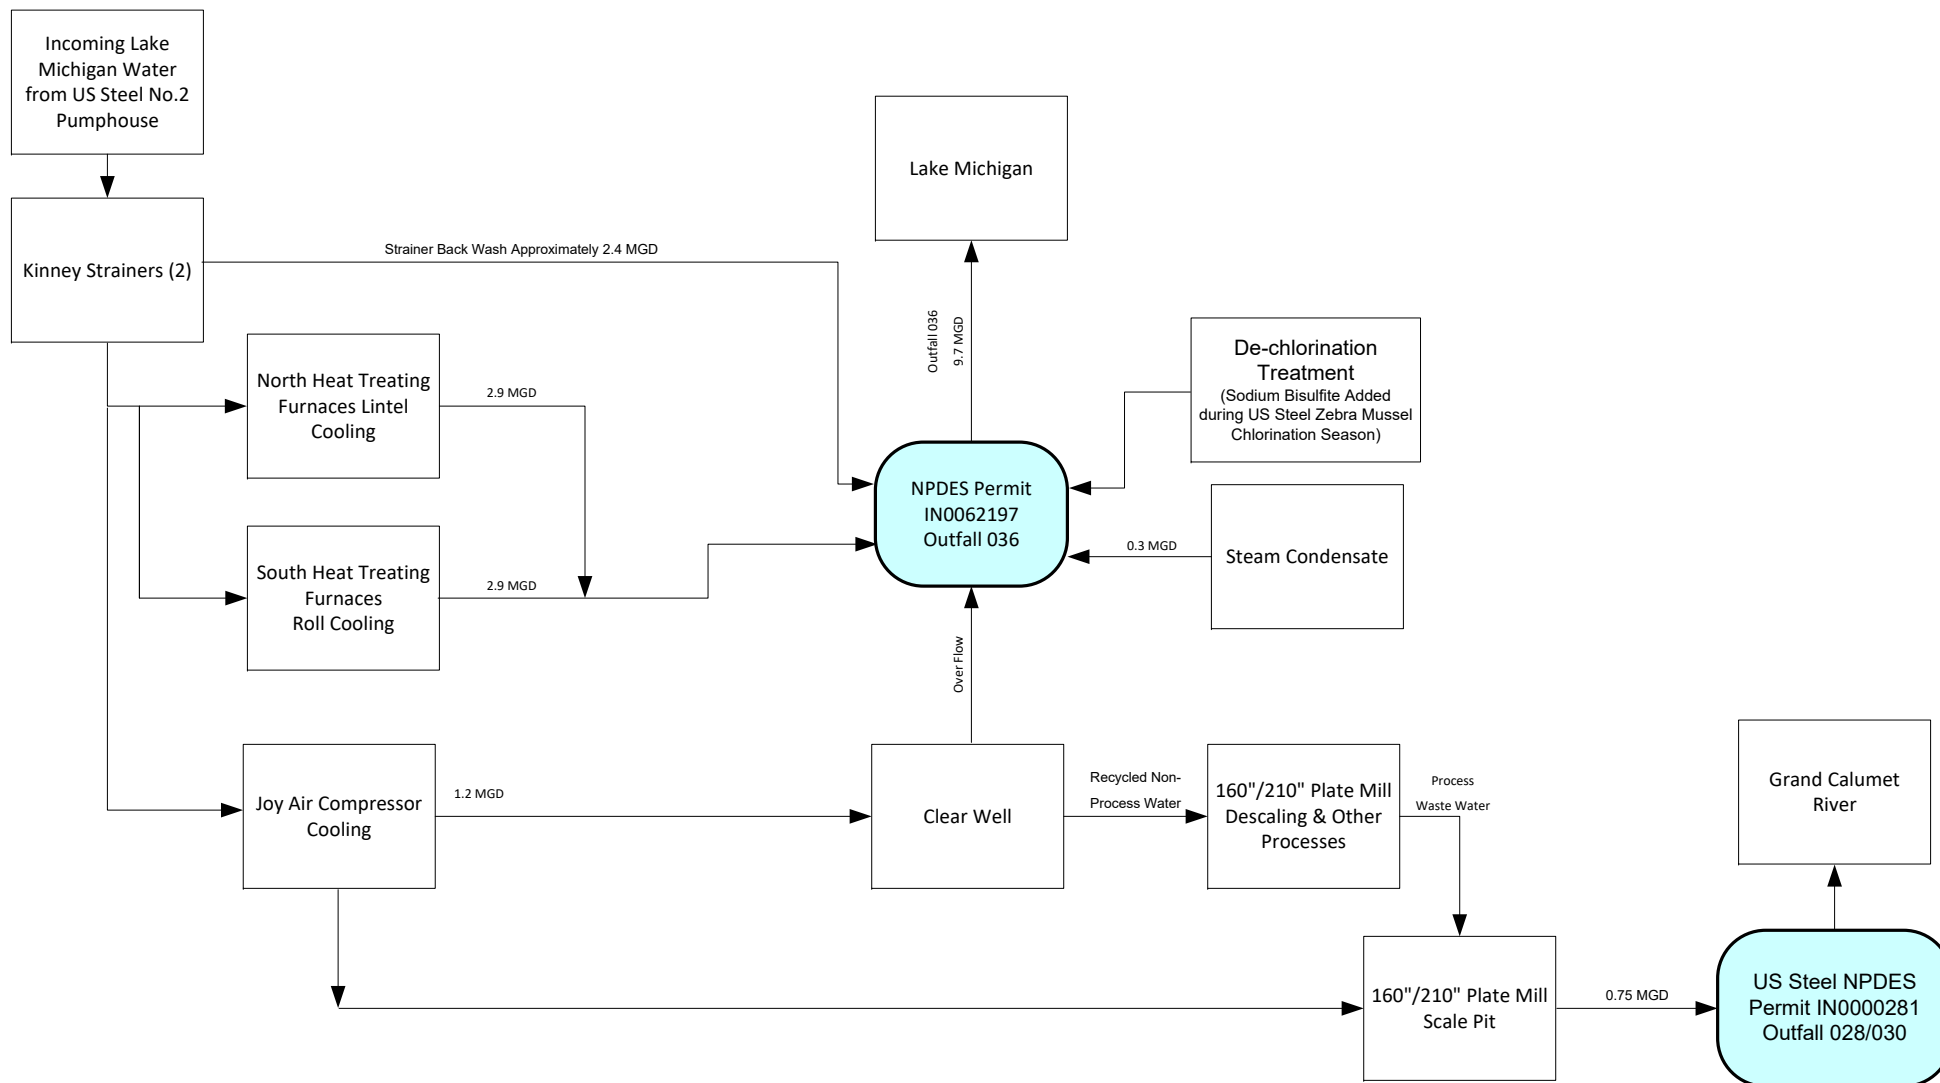 Incoming Lake
Michigan Water
from US Steel No.2
Pumphouse
Lake Michigan
Kinney Strainers (2)
Strainer Back Wash Approximately 2.4 MGD
Outfall 036
9.7 MGD
De-chlorination
Treatment
(Sodium Bisulfite Added
during US Steel Zebra Mussel
Chlorination Season)
North Heat Treating
Furnaces Lintel
Cooling
2.9 MGD
NPDES Permit
IN0062197
Outfall 036
0.3 MGD
Steam Condensate
South Heat Treating
Furnaces
Roll Cooling
2.9 MGD
Over Flow
Joy Air Compressor
Cooling
1.2 MGD
Clear Well
Recycled Non-
Process Water
160"/210" Plate Mill
Descaling & Other
Processes
Process
Waste Water
Grand Calumet
River
160"/210" Plate Mill
Scale Pit
0.75 MGD
US Steel NPDES
Permit IN0000281
Outfall 028/030